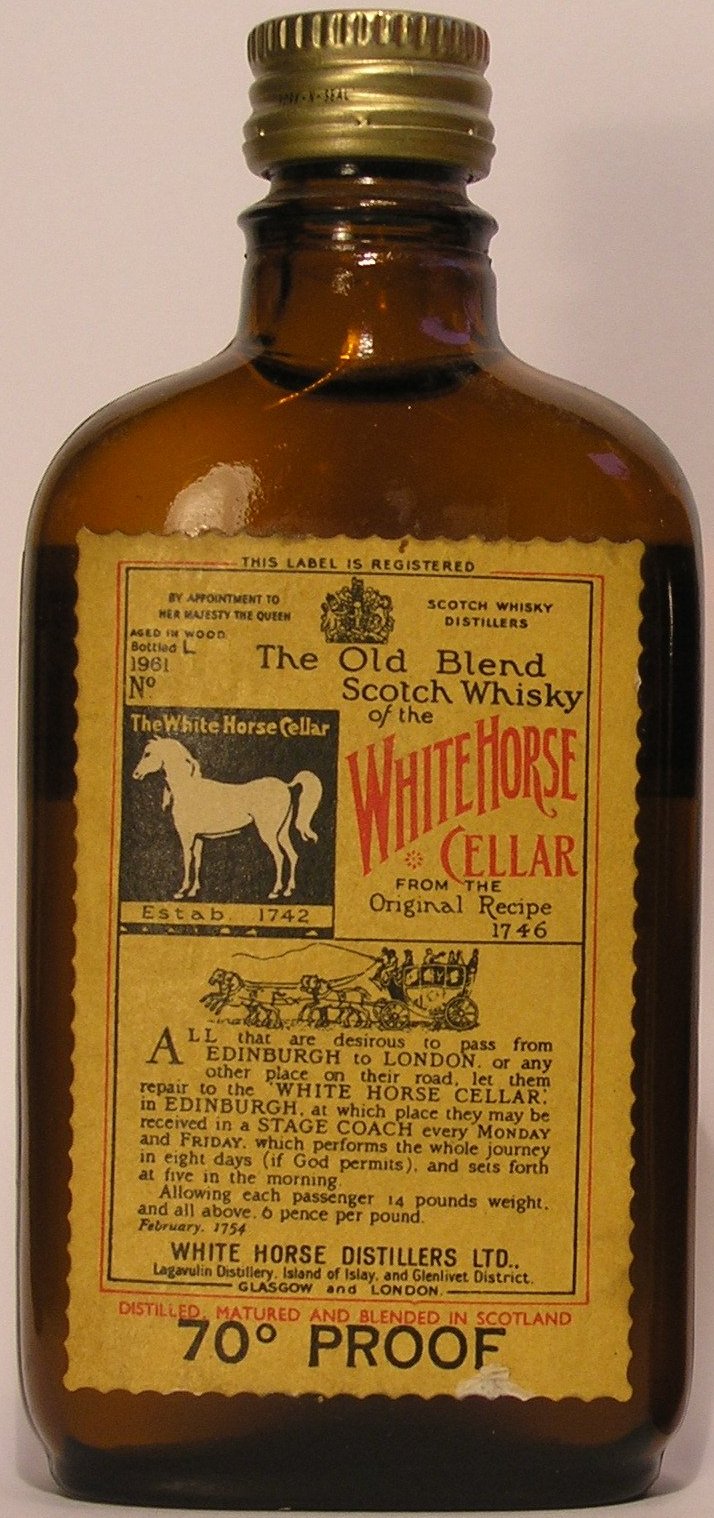 THIS LABEL IS REGISTERED
BY APPOINTMENT TO
HER MAJESTY THE QUEEN
SCOTCH WHISKY
DISTILLERS
AGED IN WOOD
Bottled L
1961
Nº
The Old Blend
Scotch Whisky
of the
WHITE HORSE
CELLAR
FROM THE
Original Recipe
1746
The White Horse Cellar
Estab. 1742
ALL that are desirous to pass from
EDINBURGH to LONDON, or any
other place on their road, let them
repair to the 'WHITE HORSE CELLAR,'
in EDINBURGH, at which place they may be
received in a STAGE COACH every MONDAY
and FRIDAY, which performs the whole journey
in eight days (if God permits), and sets forth
at five in the morning.
Allowing each passenger 14 pounds weight,
and all above, 6 pence per pound.
February, 1754
WHITE HORSE DISTILLERS LTD.,
Lagavulin Distillery, Island of Islay, and Glenlivet District.
GLASGOW and LONDON.
DISTILLED, MATURED AND BLENDED IN SCOTLAND
70° PROOF